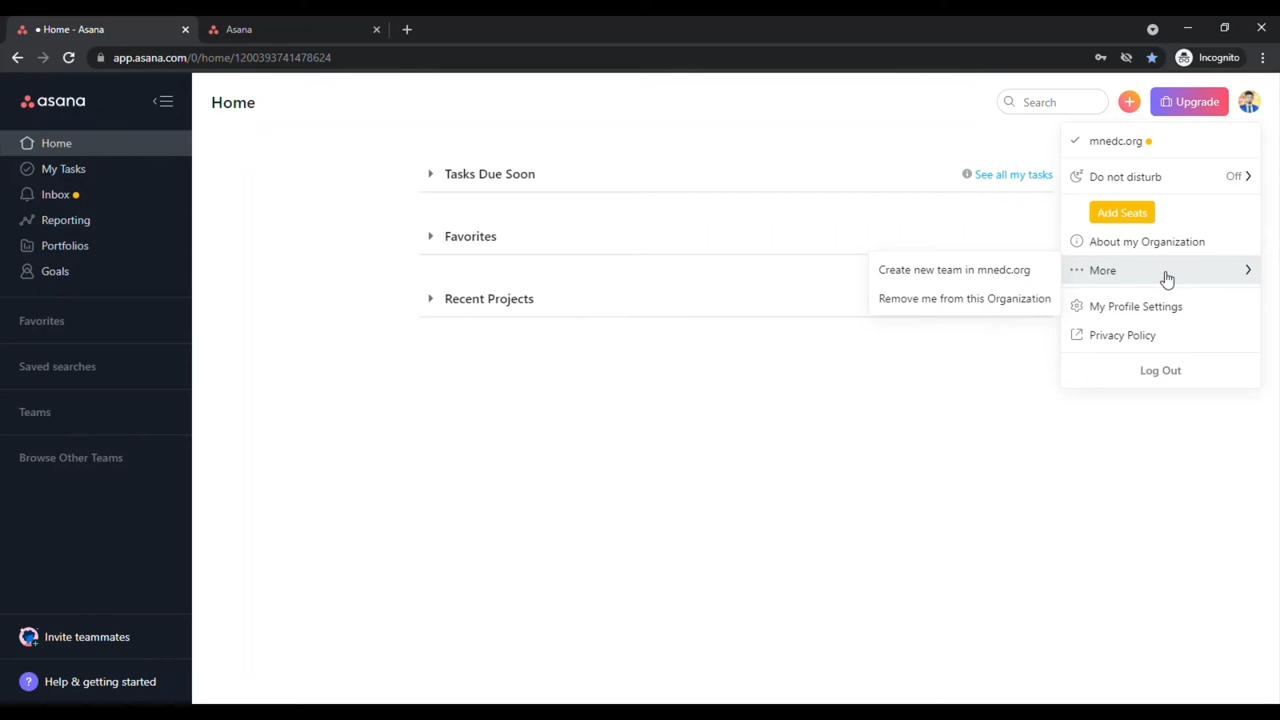 Home - Asana
Asana
app.asana.com/0/home/1200393741478624
Incognito
asana
Home
Search
Upgrade
Home
My Tasks
Inbox
Reporting
Portfolios
Goals
Favorites
Saved searches
Teams
Browse Other Teams
Invite teammates
Help & getting started
Tasks Due Soon
See all my tasks
Favorites
Recent Projects
mnedc.org
Do not disturb Off
Add Seats
About my Organization
More
Create new team in mnedc.org
Remove me from this Organization
My Profile Settings
Privacy Policy
Log Out